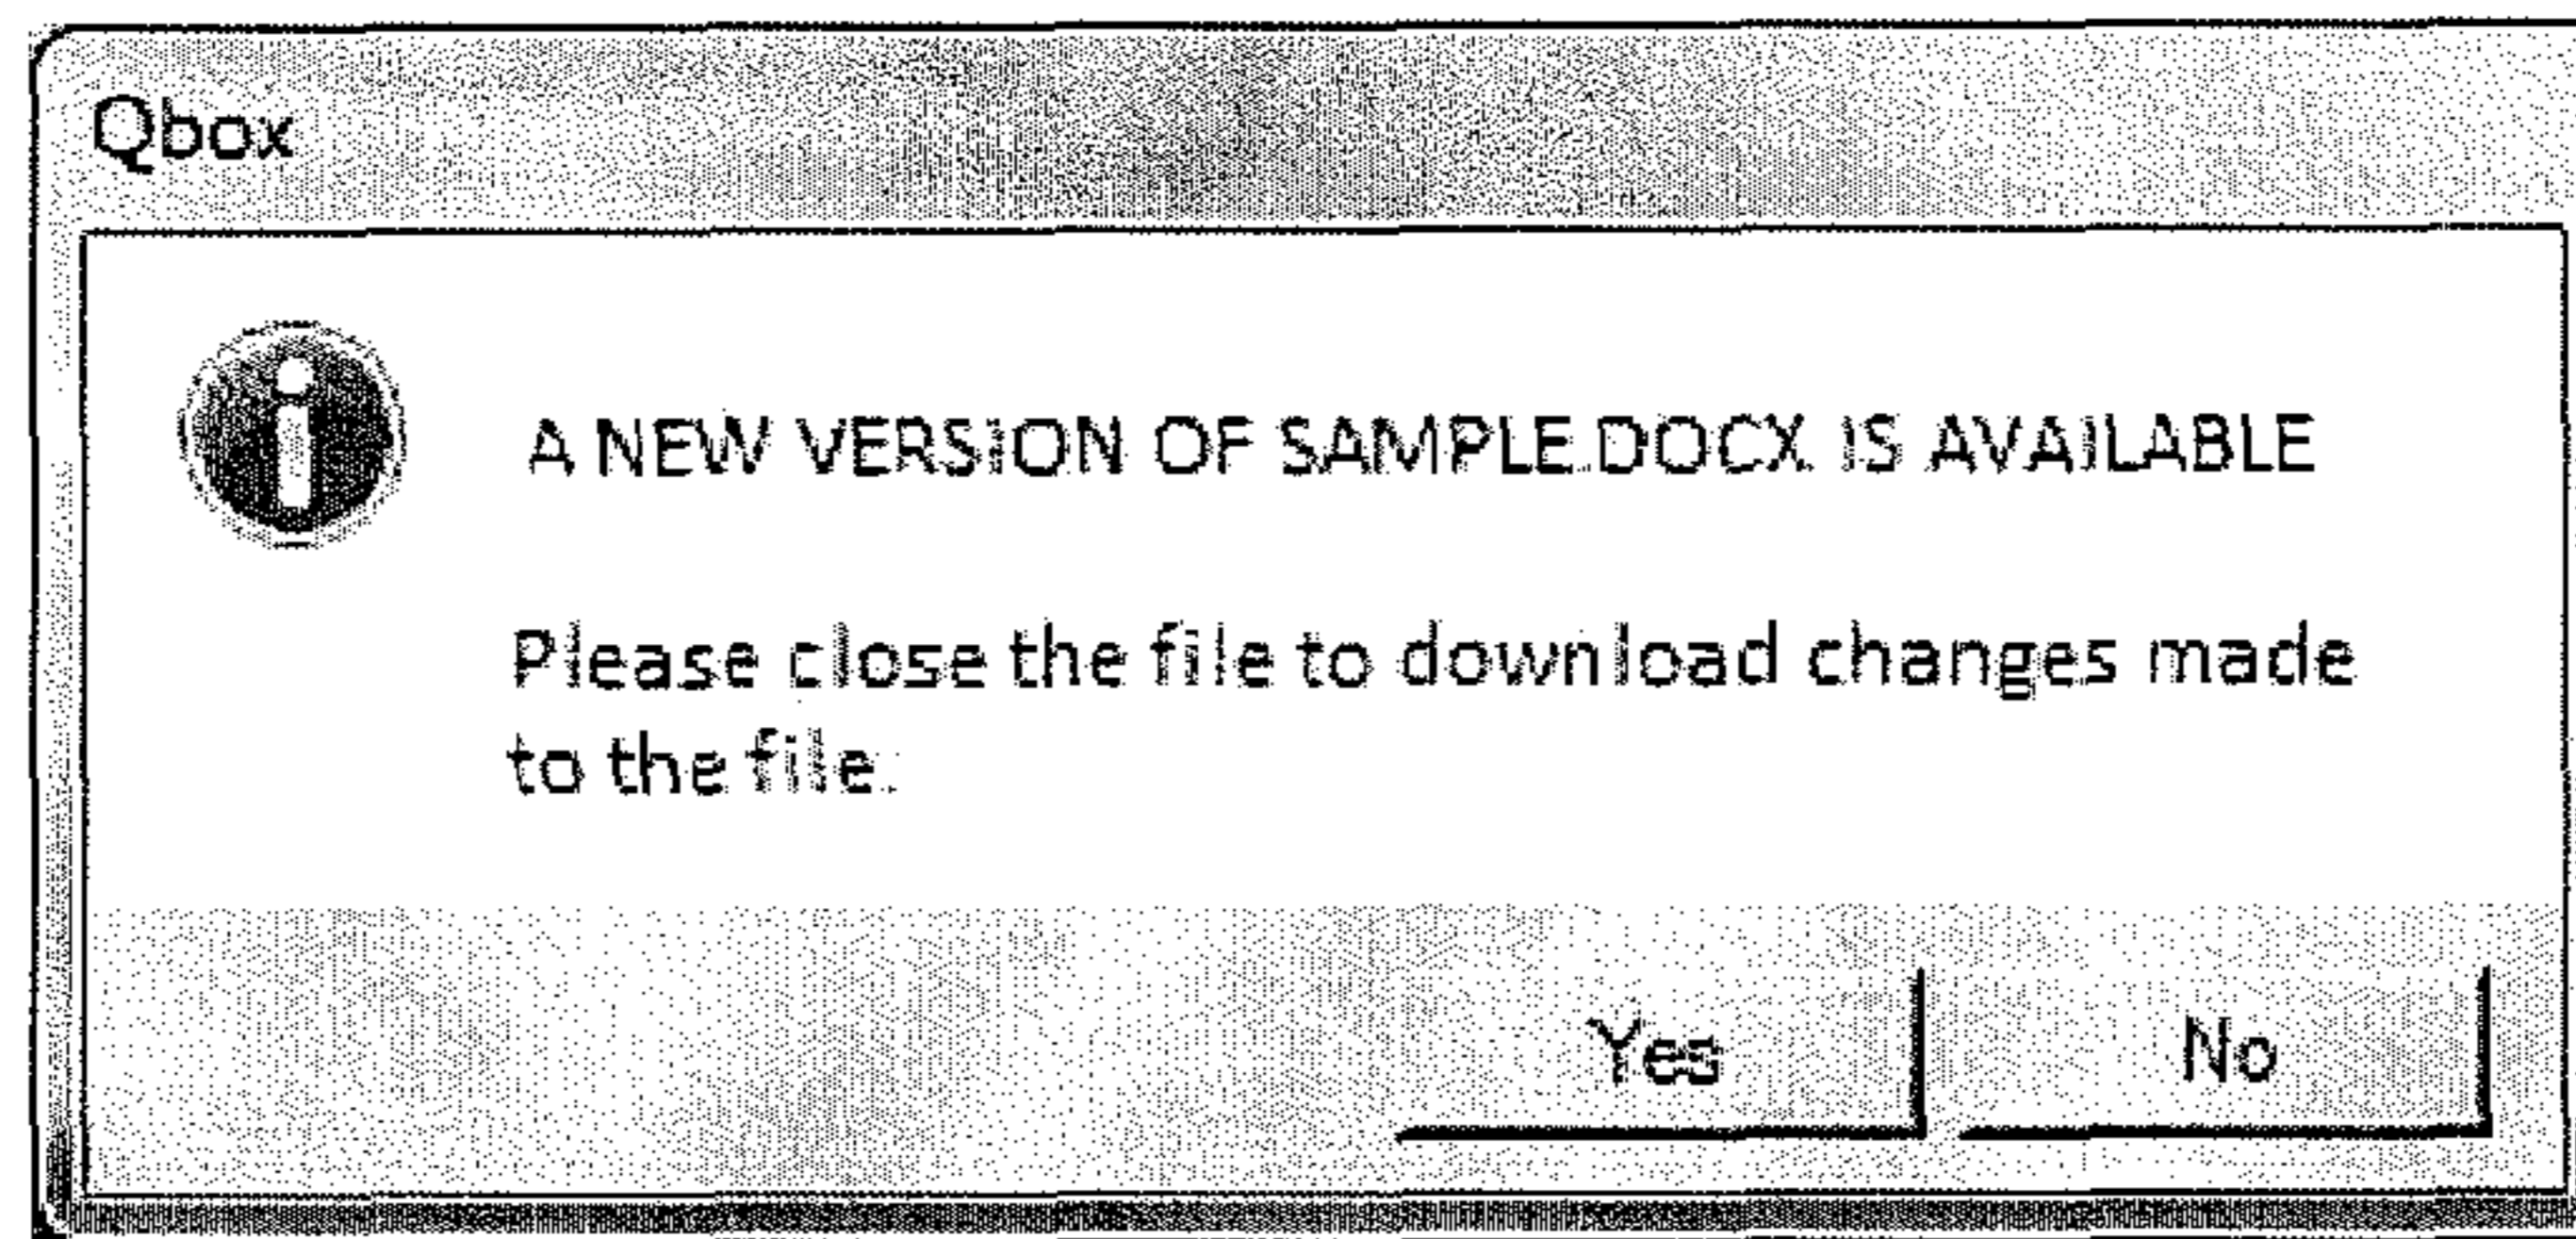 Qbox
A NEW VERSION OF SAMPLE.DOCX IS AVAILABLE
Please close the file to download changes made
to the file.
Yes
No